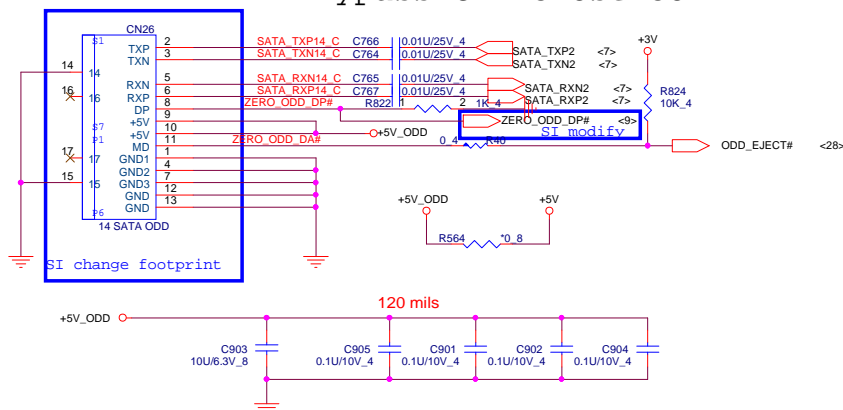 CN26
S1
TXP 2 SATA_TXP14_C C766 0.01U/25V_4 SATA_TXP2 <7>
TXN 3 SATA_TXN14_C C764 0.01U/25V_4 SATA_TXN2 <7>
+3V
14 14
RXN 5 SATA_RXN14_C C765 0.01U/25V_4 SATA_RXN2 <7>
16 16 RXP 6 SATA_RXP14_C C767 0.01U/25V_4 SATA_RXP2 <7>
R824
10K_4
DP 8 ZERO_ODD_DP# R822 1 2 1K_4
S7 +5V 9 ZERO_ODD_DP# <9>
P1 +5V 10 +5V_ODD SI modify
MD 11 ZERO_ODD_DA# 0_4 R40 ODD_EJECT# <28>
17 17 GND1 1
GND2 4
15 15 GND3 7
GND 12
GND 13
P6
14 SATA ODD
SI change footprint
+5V_ODD +5V
R564 *0_8
120 mils
+5V_ODD
C903
10U/6.3V_8
C905
0.1U/10V_4
C901
0.1U/10V_4
C902
0.1U/10V_4
C904
0.1U/10V_4